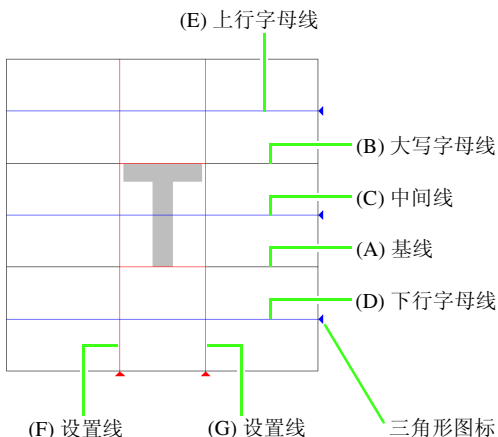 (E) 上行字母线
(B) 大写字母线
(C) 中间线
(A) 基线
(D) 下行字母线
(F) 设置线
(G) 设置线
三角形图标
T